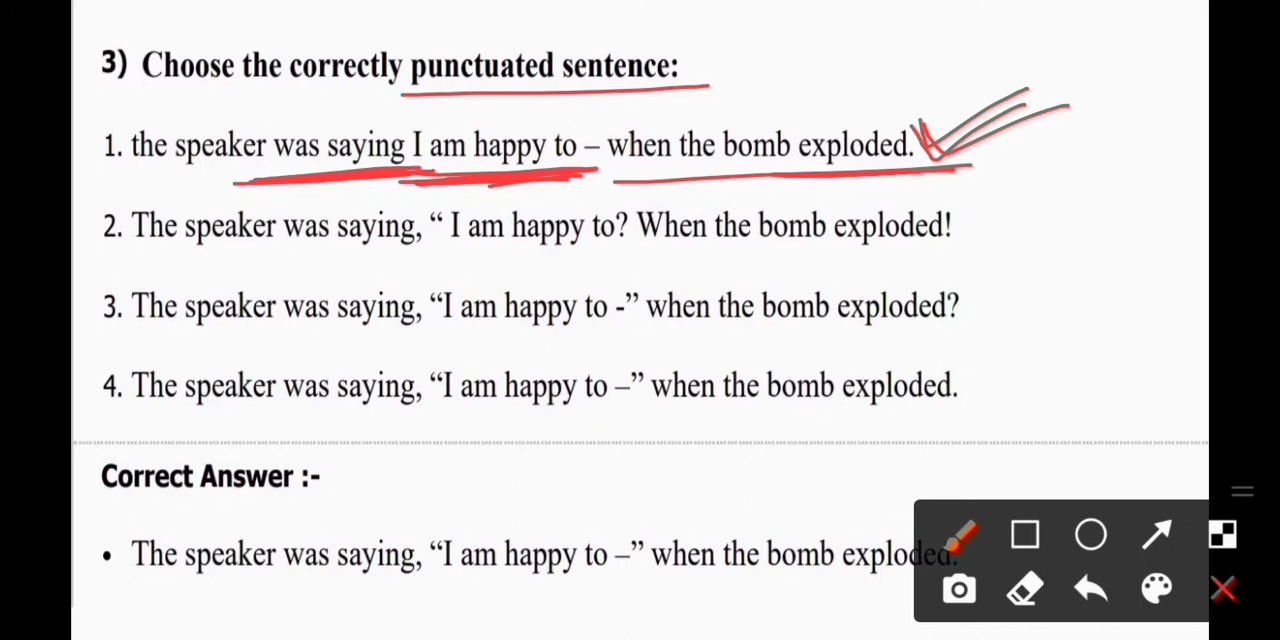 3) Choose the correctly punctuated sentence:
1. the speaker was saying I am happy to – when the bomb exploded.
2. The speaker was saying, “ I am happy to? When the bomb exploded!
3. The speaker was saying, “I am happy to -” when the bomb exploded?
4. The speaker was saying, “I am happy to –” when the bomb exploded.
Correct Answer :-
• The speaker was saying, “I am happy to –” when the bomb exploded.